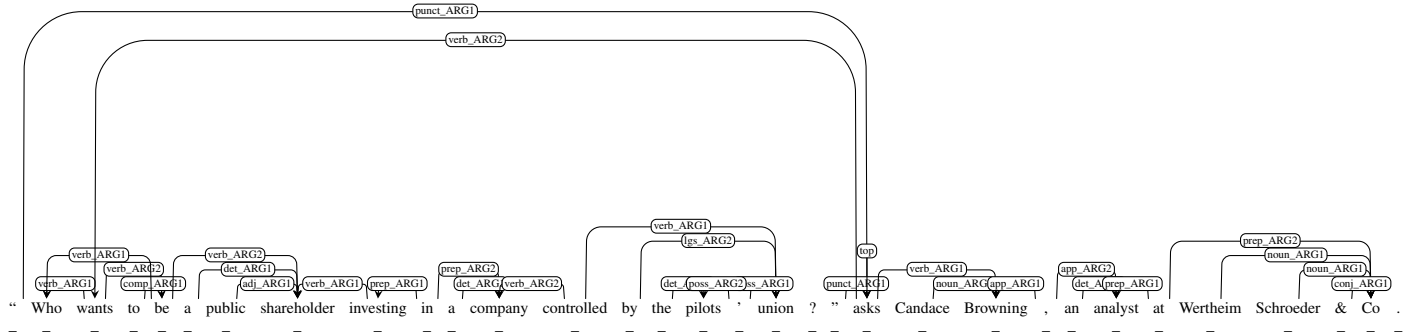 punct_ARG1
verb_ARG2
verb_ARG1
lgs_ARG2
prep_ARG2
top
verb_ARG1 verb_ARG2 noun_ARG1
verb_ARG2 det_ARG1 prep_ARG2 verb_ARG1 app_ARG2 noun_ARG1
verb_ARG1 comp_ARG1 adj_ARG1 verb_ARG1 prep_ARG1 verb_ARG2 poss_ARG2 punct_ARG1 app_ARG1 prep_ARG1 conj_ARG1
“ Who wants to be a public shareholder investing in a company controlled by the pilots ’ union ? ” asks Candace Browning , an analyst at Wertheim Schroeder & Co .